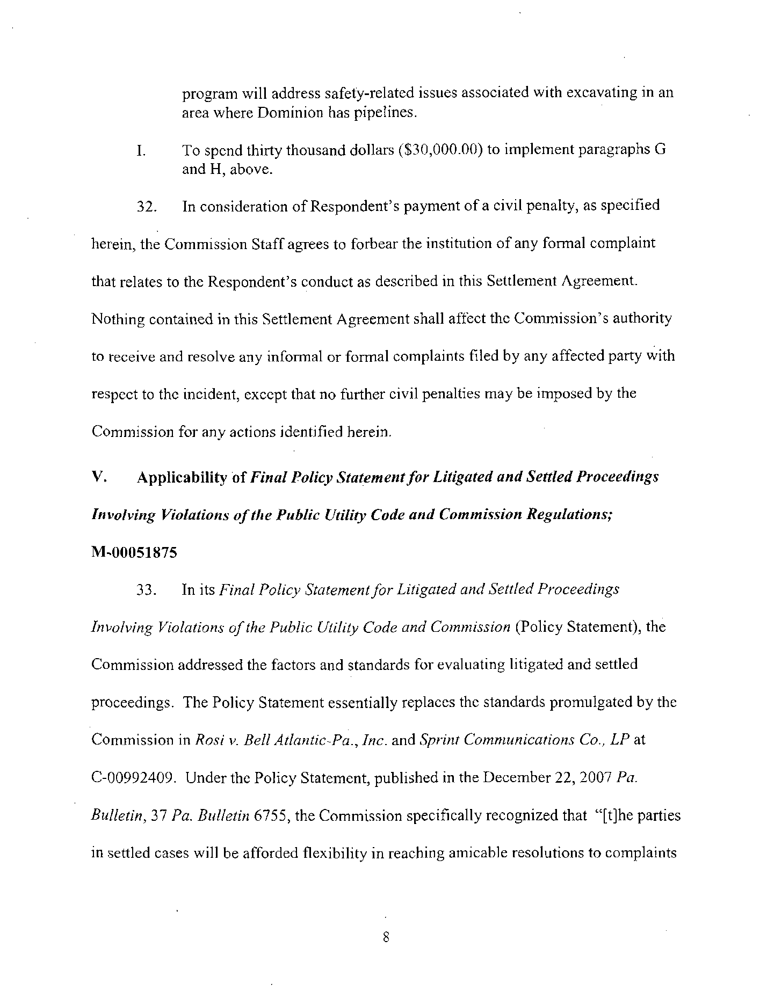 program will address safety-related issues associated with excavating in an
area where Dominion has pipelines.
I. To spend thirty thousand dollars ($30,000.00) to implement paragraphs G
and H, above.
32. In consideration of Respondent's payment of a civil penalty, as specified
herein, the Commission Staff agrees to forbear the institution of any formal complaint
that relates to the Respondent's conduct as described in this Settlement Agreement.
Nothing contained in this Settlement Agreement shall affect the Commission's authority
to receive and resolve any informal or formal complaints filed by any affected party with
respect to the incident, except that no further civil penalties may be imposed by the
Commission for any actions identified herein.
V. Applicability of Final Policy Statement for Litigated and Settled Proceedings
Involving Violations of the Public Utility Code and Commission Regulations;
M-00051875
33. In its Final Policy Statement for Litigated and Settled Proceedings
Involving Violations of the Public Utility Code and Commission (Policy Statement), the
Commission addressed the factors and standards for evaluating litigated and settled
proceedings. The Policy Statement essentially replaces the standards promulgated by the
Commission in Rosi v. Bell Atlantic-Pa., Inc. and Sprint Communications Co., LP at
C-00992409. Under the Policy Statement, published in the December 22, 2007 Pa.
Bulletin, 37 Pa. Bulletin 6755, the Commission specifically recognized that "[t]he parties
in settled cases will be afforded flexibility in reaching amicable resolutions to complaints
8